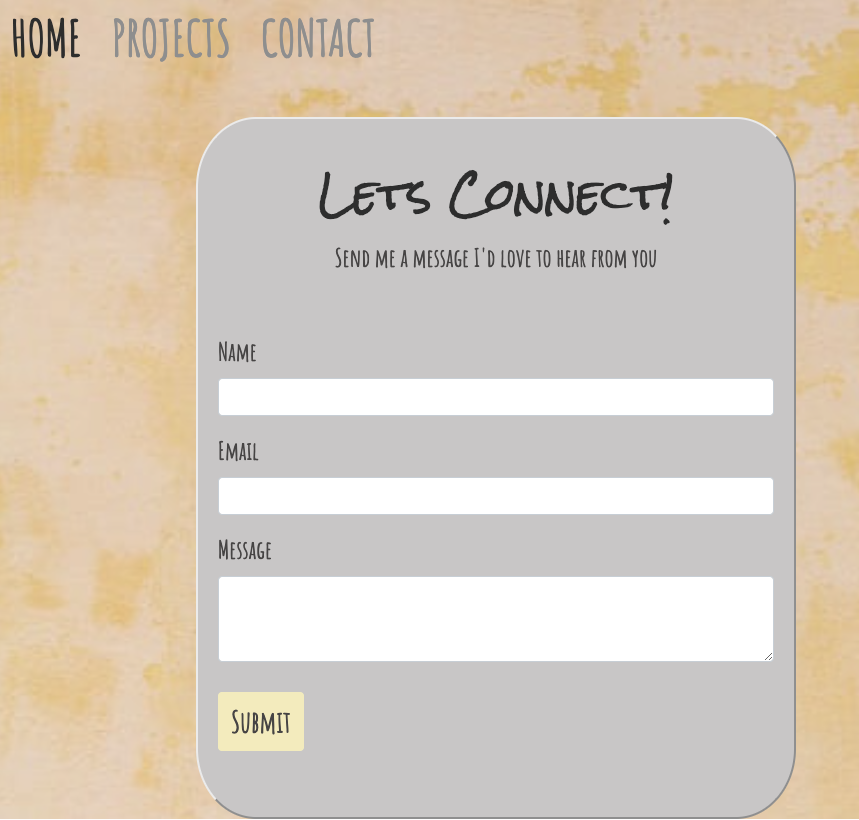 HOME PROJECTS CONTACT
Lets Connect!
Send me a message I'd love to hear from you
Name
Email
Message
Submit